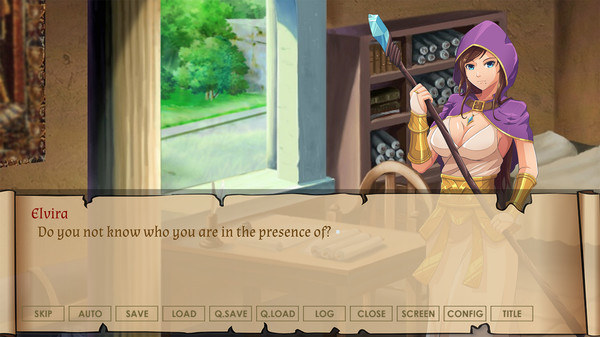 Elvira
Do you not know who you are in the presence of?
SKIP AUTO SAVE LOAD Q.SAVE Q.LOAD LOG CLOSE SCREEN CONFIG TITLE